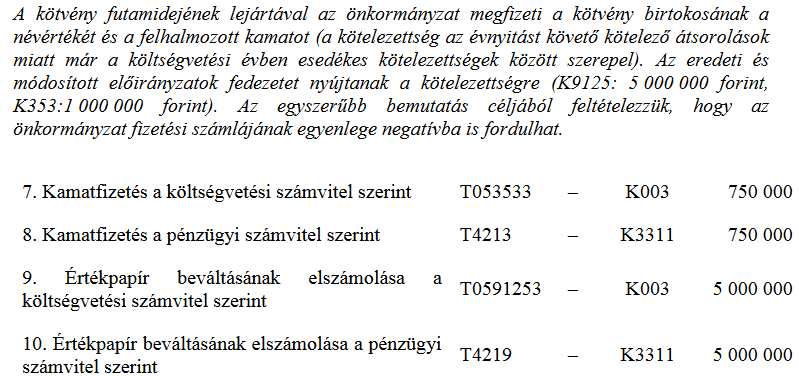 A kötvény futamidejének lejártával az önkormányzat megfizeti a kötvény birtokosának a
névértékét és a felhalmozott kamatot (a kötelezettség az évnyitást követő kötelező átsorolások
miatt már a költségvetési évben esedékes kötelezettségek között szerepel). Az eredeti és
módosított előirányzatok fedezetet nyújtanak a kötelezettségre (K9125: 5 000 000 forint,
K353:1 000 000 forint). Az egyszerűbb bemutatás céljából feltételezzük, hogy az
önkormányzat fizetési számlájának egyenlege negatívba is fordulhat.
7. Kamatfizetés a költségvetési számvitel szerint T053533 – K003 750 000
8. Kamatfizetés a pénzügyi számvitel szerint T4213 – K3311 750 000
9. Értékpapír beváltásának elszámolása a
költségvetési számvitel szerint T0591253 – K003 5 000 000
10. Értékpapír beváltásának elszámolása a pénzügyi
számvitel szerint T4219 – K3311 5 000 000